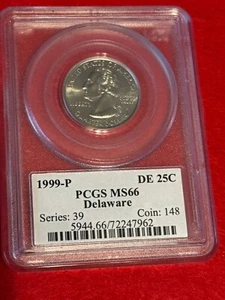 1999-P DE 25C
PCGS MS66
Delaware
Series: 39 Coin: 148
5944.66/72247962